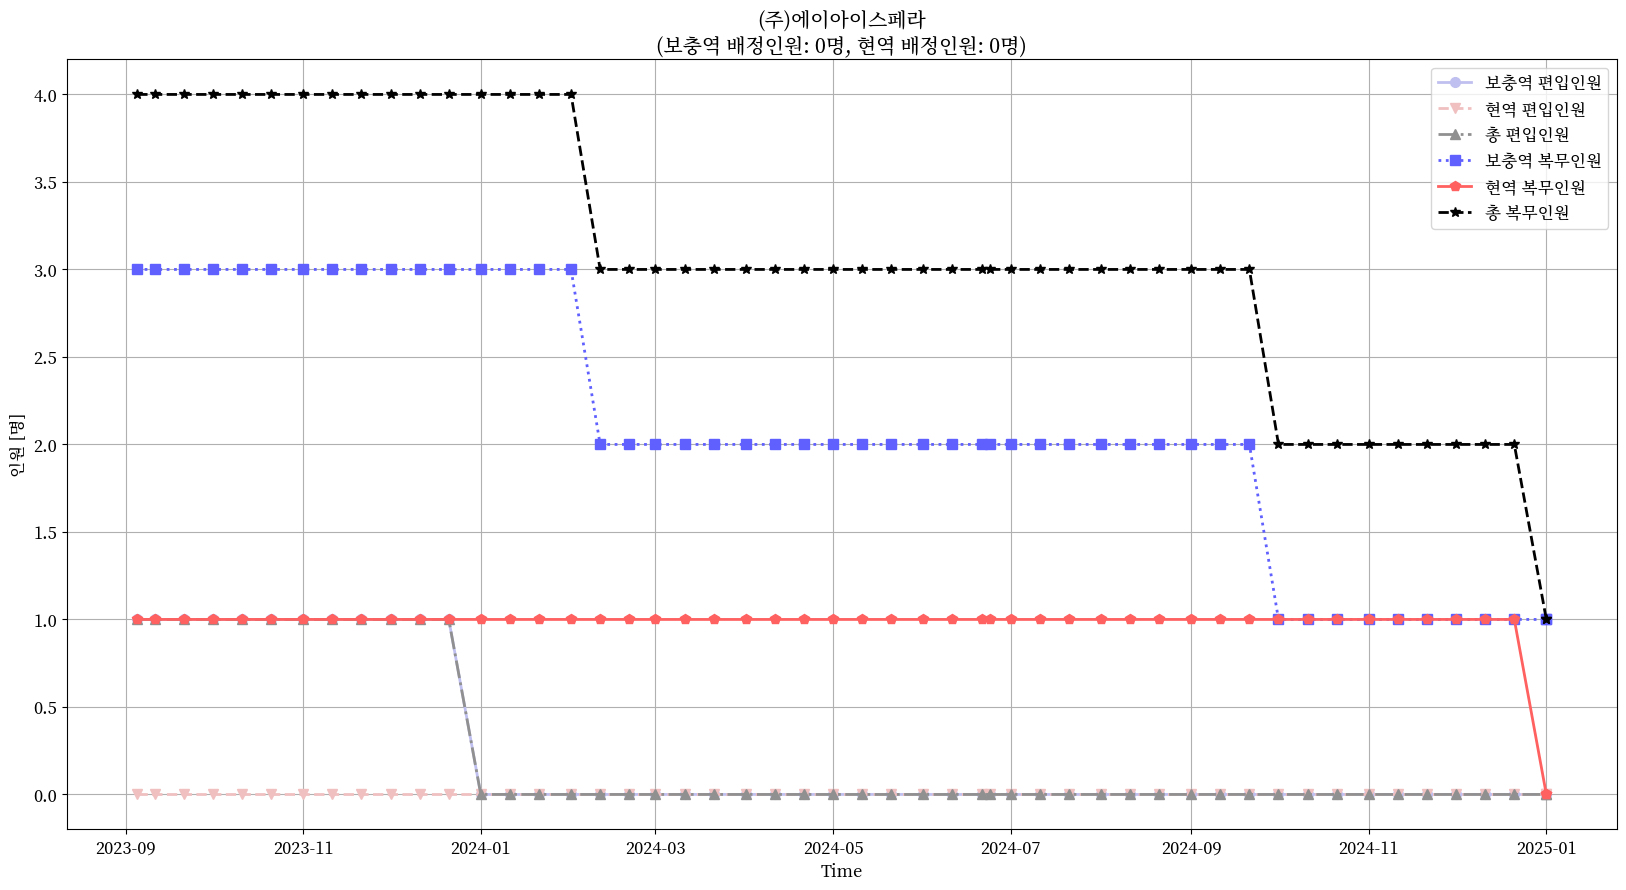 (주)에이아이스페라
(보충역 배정인원: 0명, 현역 배정인원: 0명)
보충역 편입인원
현역 편입인원
총 편입인원
보충역 복무인원
현역 복무인원
총 복무인원
인원 [명]
4.0
3.5
3.0
2.5
2.0
1.5
1.0
0.5
0.0
2023-09 2023-11 2024-01 2024-03 2024-05 2024-07 2024-09 2024-11 2025-01
Time